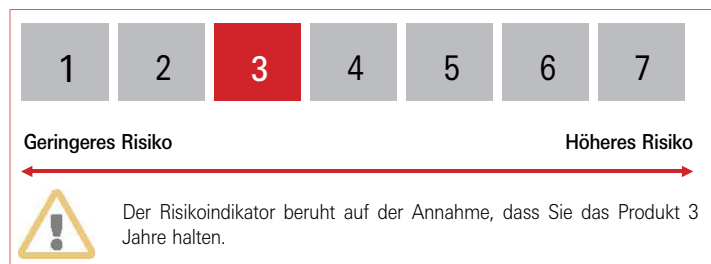 1 2 3 4 5 6 7
Geringeres Risiko Höheres Risiko
Der Risikoindikator beruht auf der Annahme, dass Sie das Produkt 3
Jahre halten.